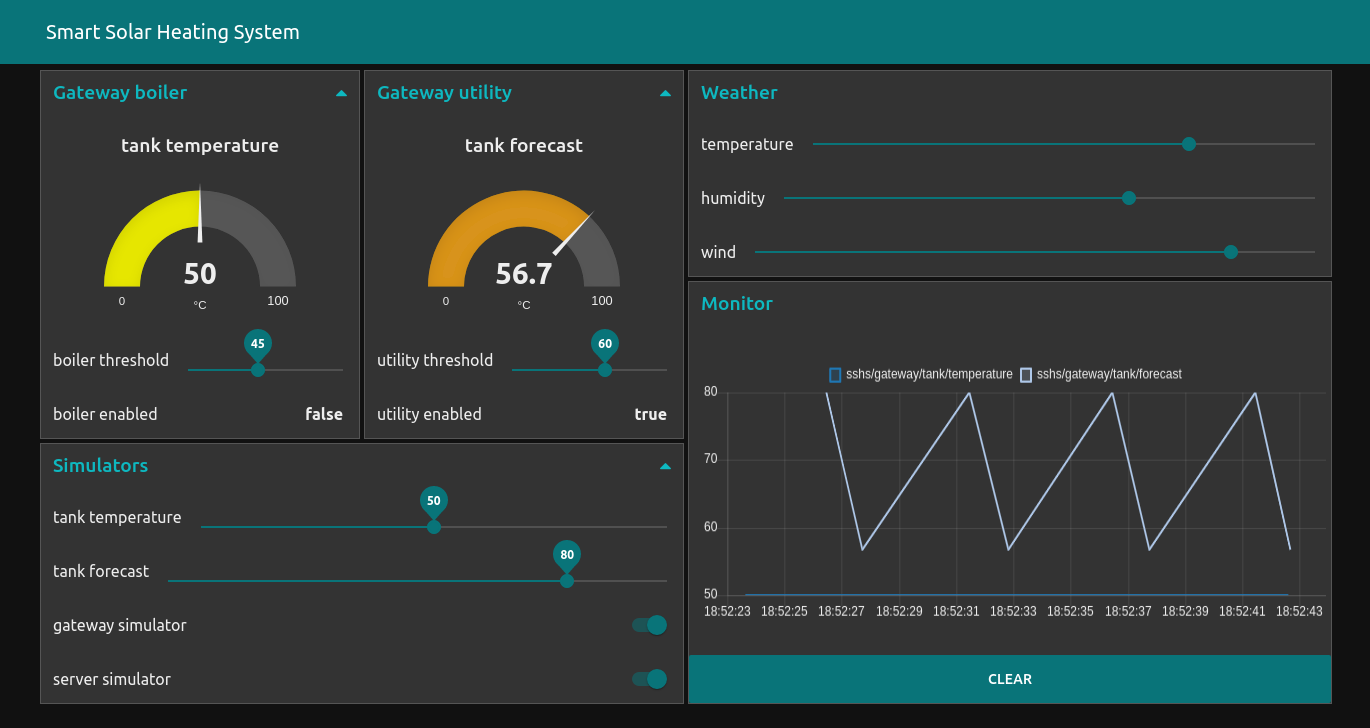 Smart Solar Heating System
Gateway boiler
tank temperature
50
0
°C
100
boiler threshold
45
boiler enabled
false
Gateway utility
tank forecast
56.7
0
°C
100
utility threshold
60
utility enabled
true
Simulators
tank temperature
50
tank forecast
80
gateway simulator
server simulator
Weather
temperature
humidity
wind
Monitor
sshs/gateway/tank/temperature sshs/gateway/tank/forecast
80
70
60
50
18:52:23 18:52:25 18:52:27 18:52:29 18:52:31 18:52:33 18:52:35 18:52:37 18:52:39 18:52:41 18:52:43
CLEAR